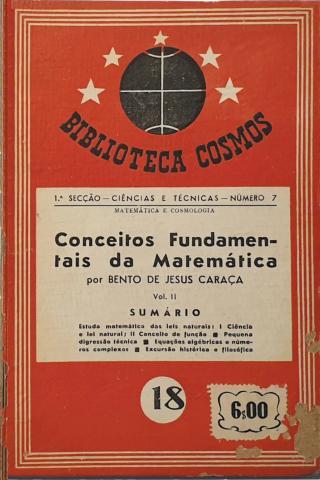 BIBLIOTECA COSMOS
1.ª SECÇÃO — CIÊNCIAS E TÉCNICAS — NÚMERO 7
MATEMÁTICA E COSMOLOGIA
Conceitos Fundamen-
tais da Matemática
por BENTO DE JESUS CARAÇA
Vol. II
SUMÁRIO
Estudo matemático das leis naturais: I Ciência
e lei natural; II Conceito de função ■ Pequena
digressão técnica ■ Equações algébricas e núme-
ros complexos ■ Excursão histórica e filosófica
18
6$00